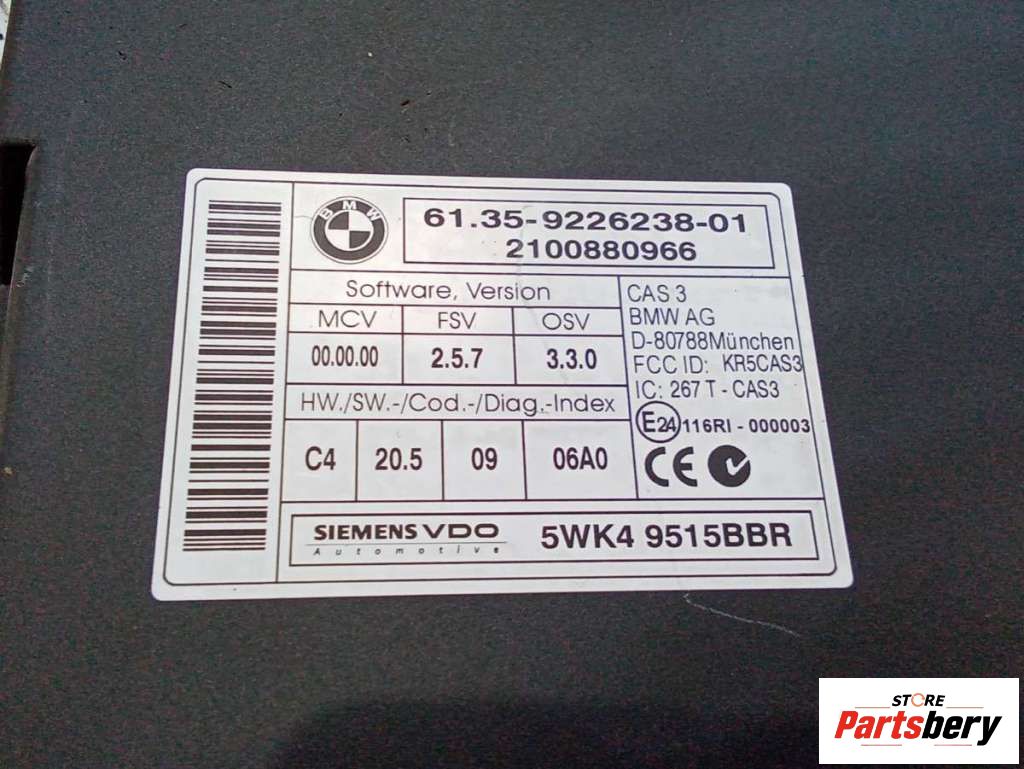 BMW
61.35-9226238-01
2100880966
Software, Version
MCV FSV OSV
00.00.00 2.5.7 3.3.0
HW./SW.-/Cod.-/Diag.-Index
C4 20.5 09 06A0
CAS 3
BMW AG
D-80788München
FCC ID: KR5CAS3
IC: 267 T - CAS3
E24 116RI - 000003
CE
SIEMENS VDO
Automotive
5WK4 9515BBR
STORE
Partsbery